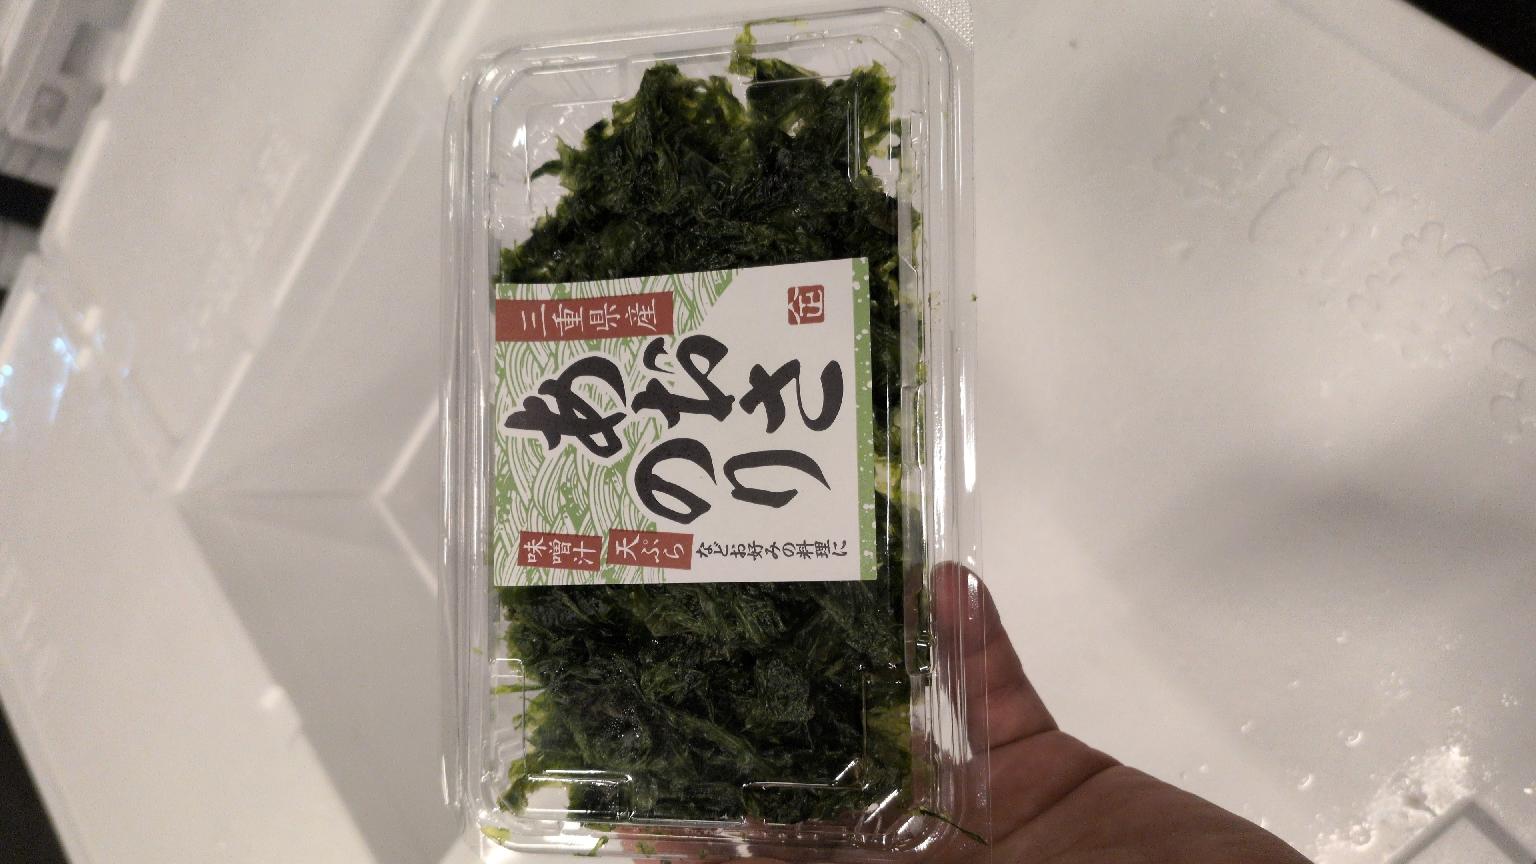 三重県産
あおさ
のり
味噌汁
天ぷら
などお好みの料理に